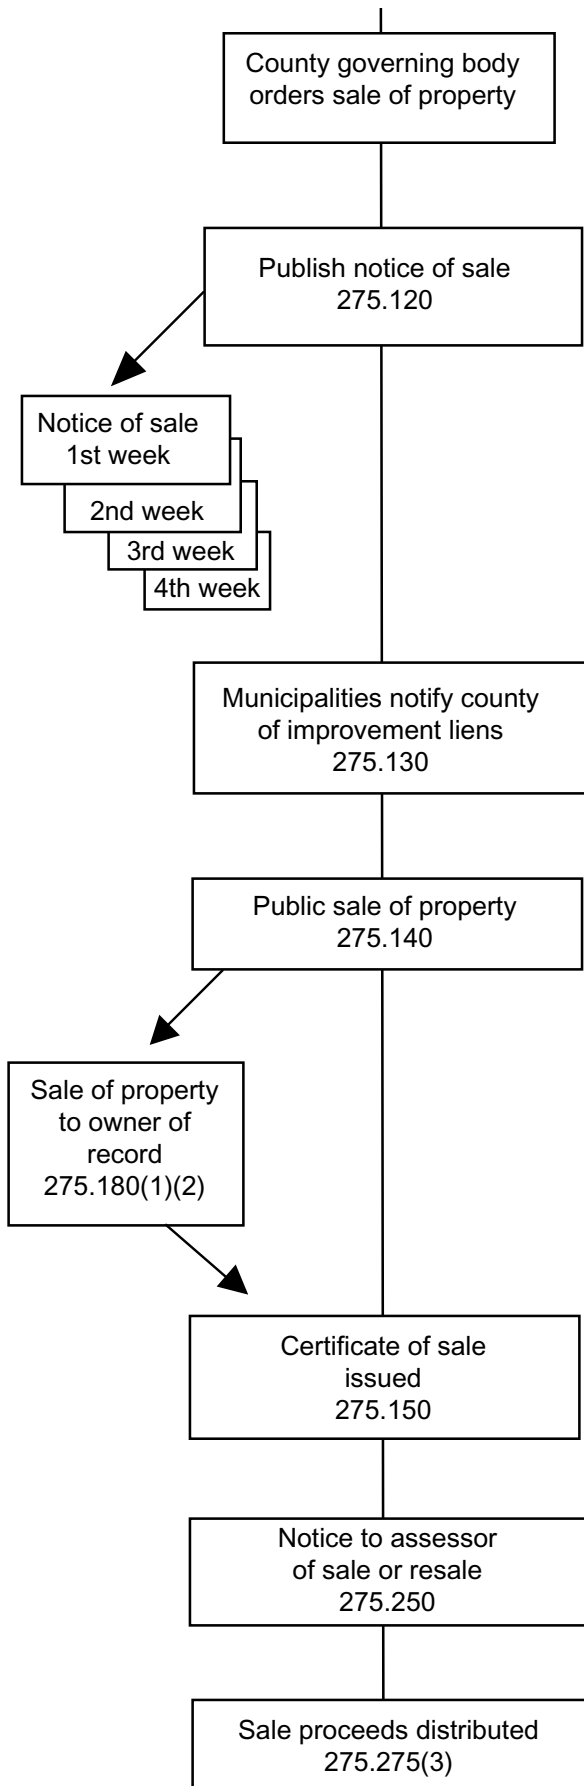 County governing body
orders sale of property
Publish notice of sale
275.120
Notice of sale
1st week
2nd week
3rd week
4th week
Municipalities notify county
of improvement liens
275.130
Public sale of property
275.140
Sale of property
to owner of
record
275.180(1)(2)
Certificate of sale
issued
275.150
Notice to assessor
of sale or resale
275.250
Sale proceeds distributed
275.275(3)